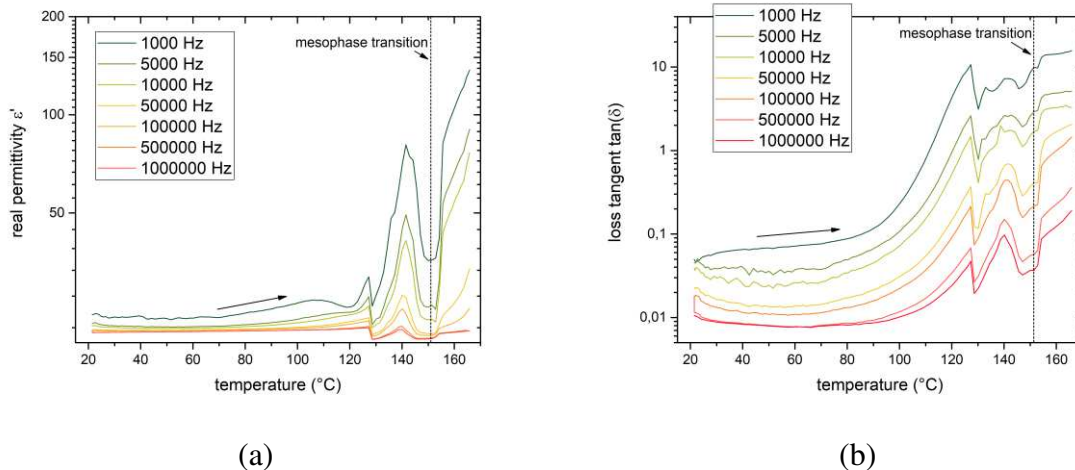 200
150
100
50
real permittivity ε'
1000 Hz
5000 Hz
10000 Hz
50000 Hz
100000 Hz
500000 Hz
1000000 Hz
mesophase transition
20 40 60 80 100 120 140 160
temperature (°C)
(a)
10
1
0,1
0,01
loss tangent tan(δ)
1000 Hz
5000 Hz
10000 Hz
50000 Hz
100000 Hz
500000 Hz
1000000 Hz
mesophase transition
20 40 60 80 100 120 140 160
temperature (°C)
(b)